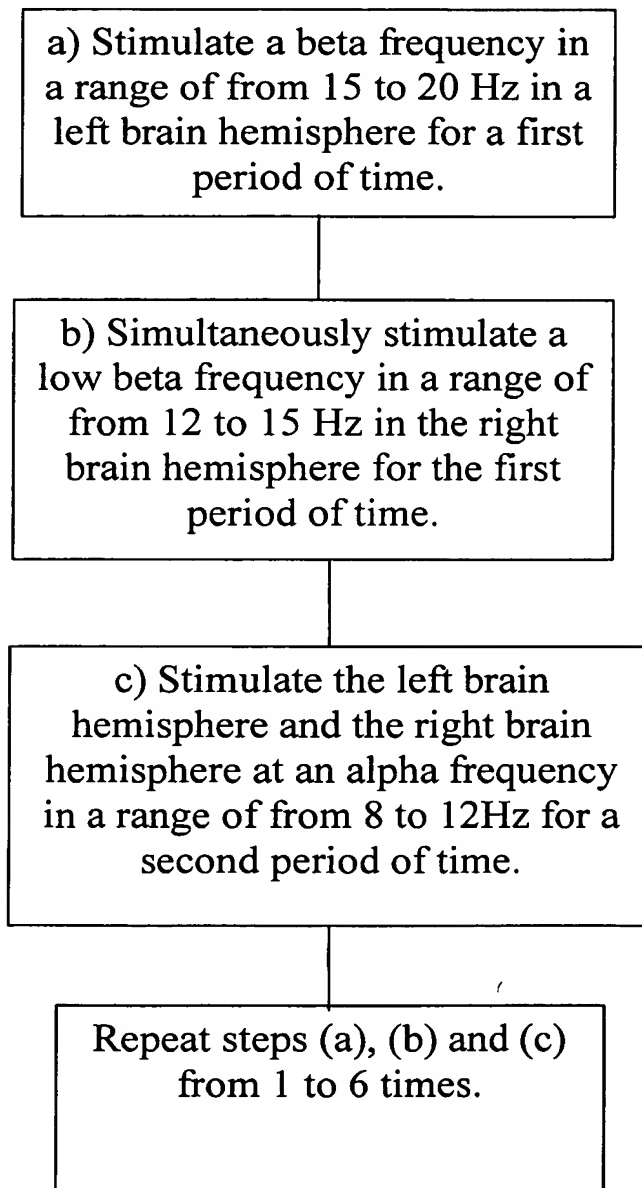 a) Stimulate a beta frequency in
a range of from 15 to 20 Hz in a
left brain hemisphere for a first
period of time.
b) Simultaneously stimulate a
low beta frequency in a range of
from 12 to 15 Hz in the right
brain hemisphere for the first
period of time.
c) Stimulate the left brain
hemisphere and the right brain
hemisphere at an alpha frequency
in a range of from 8 to 12Hz for a
second period of time.
Repeat steps (a), (b) and (c)
from 1 to 6 times.